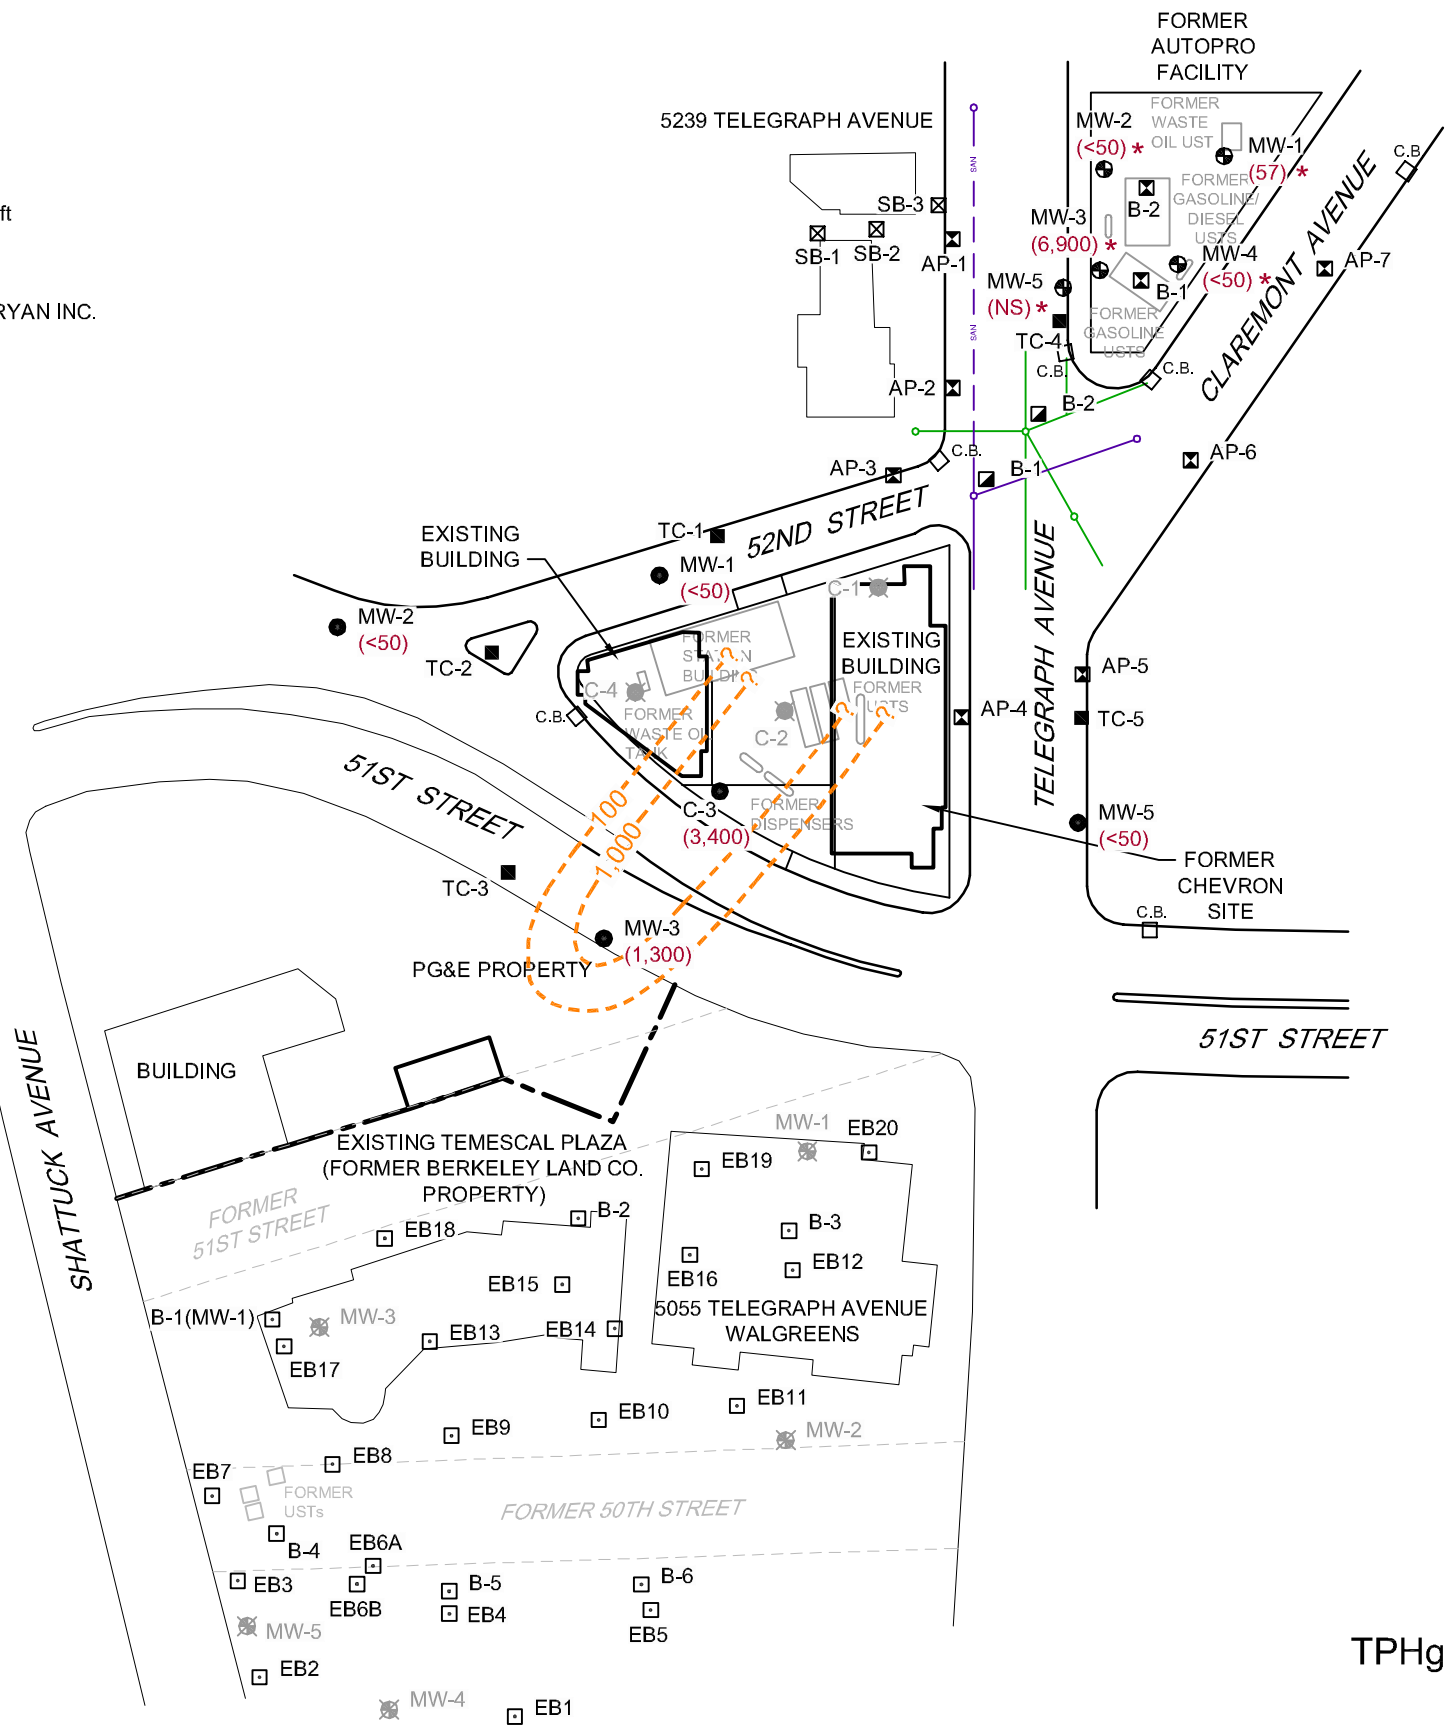 FORMER
AUTOPRO
FACILITY
5239 TELEGRAPH AVENUE
MW-2
(<50) *
FORMER
WASTE
OIL UST
MW-1
(57) *
C.B.
SAN
ft
SB-3
SB-1
SB-2
AP-1
MW-3
(6,900) *
B-2
FORMER
GASOLINE/
DIESEL
USTS
MW-4
(<50) *
B-1
AP-7
CLAREMONT AVENUE
RYAN INC.
MW-5
(NS) *
FORMER
GASOLINE
USTS
TC-4
SAN
C.B.
C.B.
AP-2
B-2
C.B.
AP-3
B-1
AP-6
52ND STREET
TC-1
EXISTING
BUILDING
MW-1
(<50)
C-1
TELEGRAPH AVENUE
MW-2
(<50)
TC-2
FORMER
STATION
BUILDING
?
?
EXISTING
BUILDING
C-4
C.B.
FORMER
WASTE OIL
TANK
C-2
FORMER
USTS
?
?
AP-4
AP-5
TC-5
51ST STREET
100
1,000
C-3
(3,400)
FORMER
DISPENSERS
MW-5
(<50)
FORMER
CHEVRON
SITE
C.B.
TC-3
MW-3
(1,300)
PG&E PROPERTY
51ST STREET
SHATTUCK AVENUE
BUILDING
EXISTING TEMESCAL PLAZA
(FORMER BERKELEY LAND CO.
PROPERTY)
MW-1
EB20
EB19
FORMER
51ST STREET
EB18
B-2
B-3
EB16
EB12
EB15
B-1(MW-1)
MW-3
EB17
EB13
EB14
5055 TELEGRAPH AVENUE
WALGREENS
EB11
EB10
EB9
MW-2
EB8
EB7
FORMER
USTs
FORMER 50TH STREET
B-4
EB6A
EB3
EB6B
B-5
EB4
B-6
EB5
MW-5
EB2
MW-4
EB1
TPHg